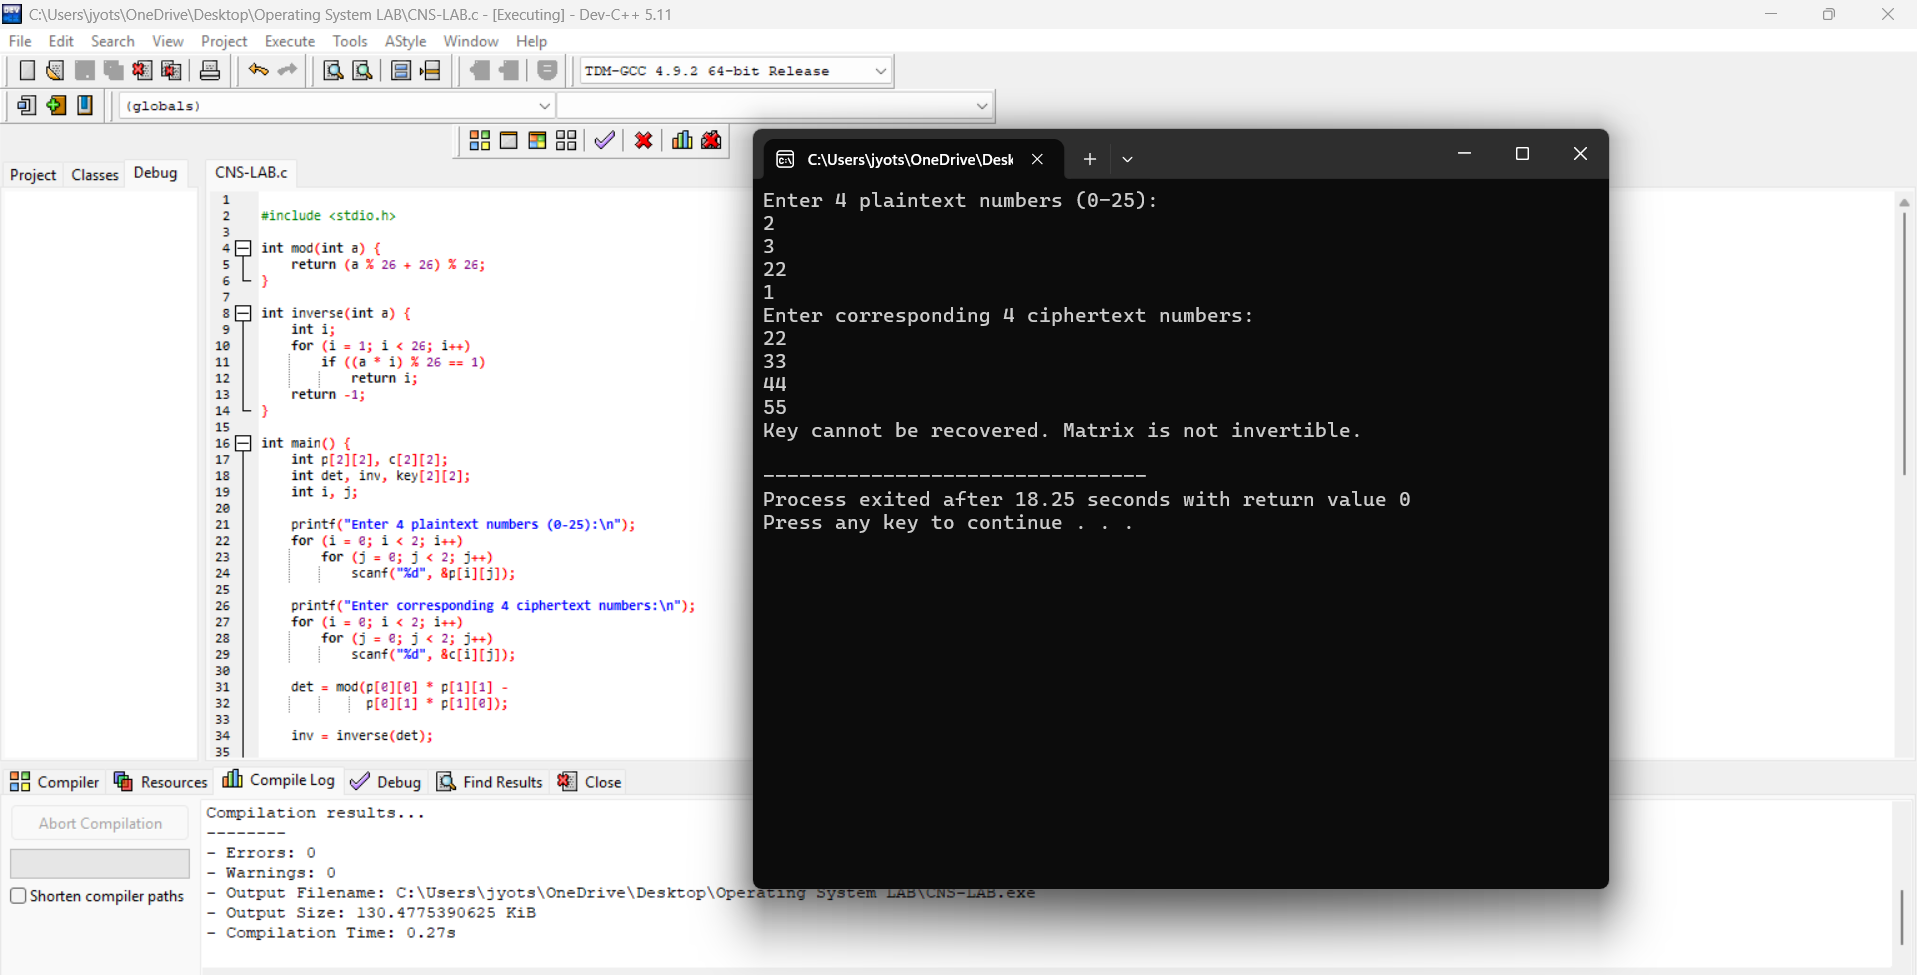 C:\Users\jyots\OneDrive\Desktop\Operating System LAB\CNS-LAB.c - [Executing] - Dev-C++ 5.11
File Edit Search View Project Execute Tools AStyle Window Help
TDM-GCC 4.9.2 64-bit Release
(globals)
Project Classes Debug
CNS-LAB.c
1
2 #include <stdio.h>
3
4 int mod(int a) {
5 return (a % 26 + 26) % 26;
6 }
7
8 int inverse(int a) {
9 int i;
10 for (i = 1; i < 26; i++)
11 if ((a * i) % 26 == 1)
12 return i;
13 return -1;
14 }
15
16 int main() {
17 int p[2][2], c[2][2];
18 int det, inv, key[2][2];
19 int i, j;
20
21 printf("Enter 4 plaintext numbers (0-25):\n");
22 for (i = 0; i < 2; i++)
23 for (j = 0; j < 2; j++)
24 scanf("%d", &p[i][j]);
25
26 printf("Enter corresponding 4 ciphertext numbers:\n");
27 for (i = 0; i < 2; i++)
28 for (j = 0; j < 2; j++)
29 scanf("%d", &c[i][j]);
30
31 det = mod(p[0][0] * p[1][1] -
32 p[0][1] * p[1][0]);
33
34 inv = inverse(det);
35
C:\Users\jyots\OneDrive\Desk
Enter 4 plaintext numbers (0-25):
2
3
22
1
Enter corresponding 4 ciphertext numbers:
22
33
44
55
Key cannot be recovered. Matrix is not invertible.
--------------------------------
Process exited after 18.25 seconds with return value 0
Press any key to continue . . .
Compiler Resources Compile Log Debug Find Results Close
Abort Compilation
Shorten compiler paths
Compilation results...
--------
- Errors: 0
- Warnings: 0
- Output Filename: C:\Users\jyots\OneDrive\Desktop\Operating System LAB\CNS-LAB.exe
- Output Size: 130.4775390625 KiB
- Compilation Time: 0.27s